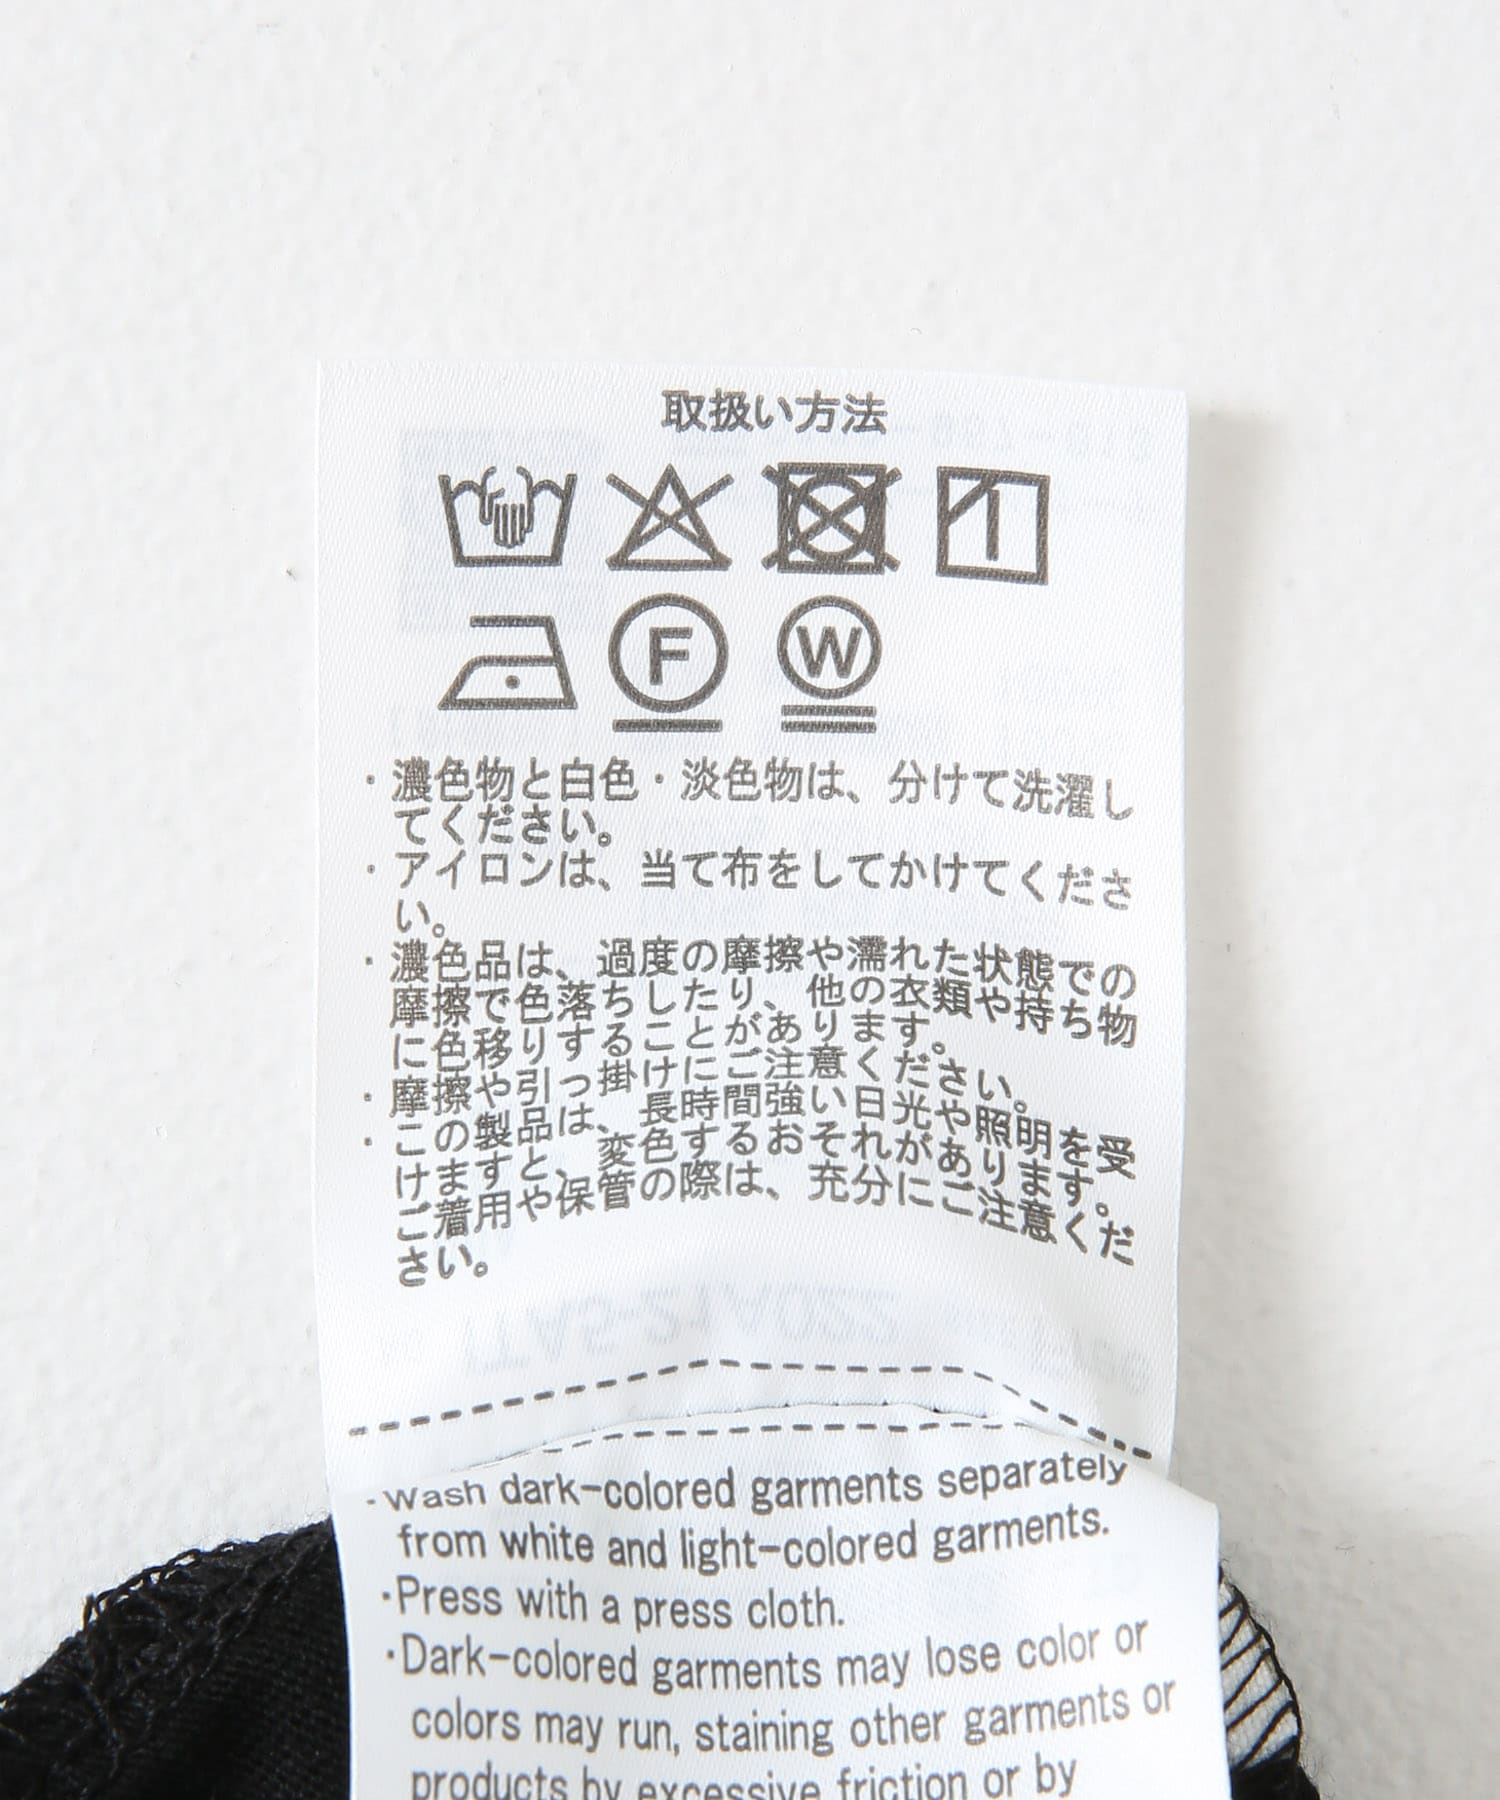 取扱い方法
F
W
・濃色物と白色・淡色物は、分けて洗濯し
てください。
・アイロンは、当て布をしてかけてくださ
い。
・濃色品は、過度の摩擦や濡れた状態での
摩擦で色落ちしたり、他の衣類や持ち物
に色移りすることがあります。
・摩擦や引っ掛けにご注意ください。
・この製品は、長時間強い日光や照明を受
けますと、変色するおそれがあります。
ご着用や保管の際は、充分にご注意くだ
さい。
・Wash dark-colored garments separately
from white and light-colored garments.
・Press with a press cloth.
・Dark-colored garments may lose color or
colors may run, staining other garments or
products by excessive friction or by